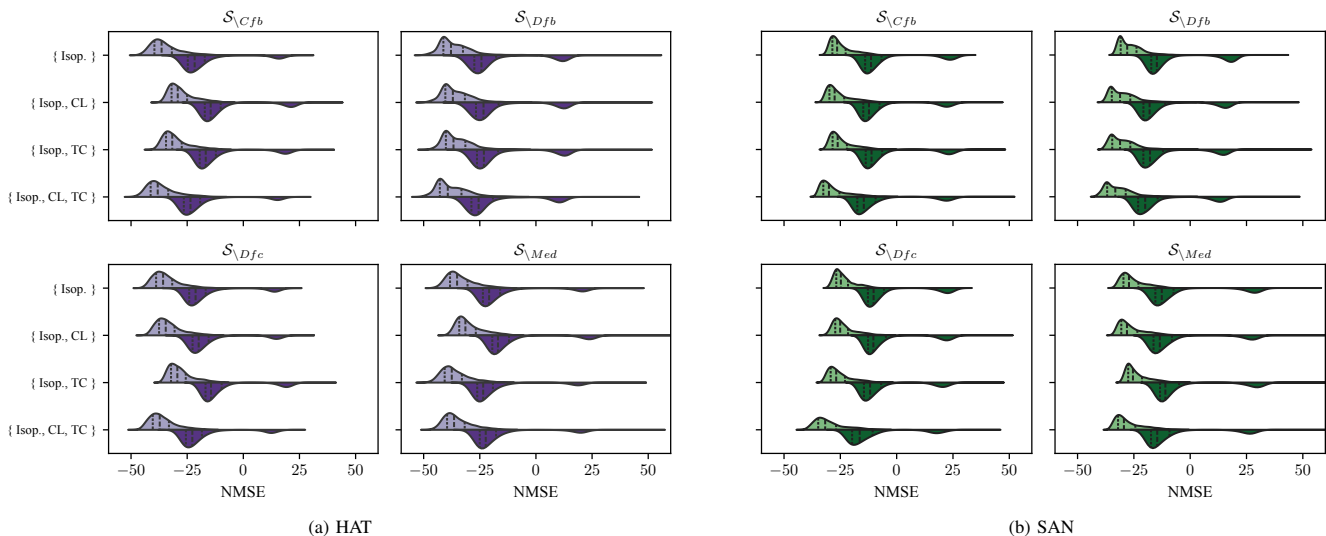 S\Cfb S\Dfb S\Cfb S\Dfb
{ Isop. }
{ Isop., CL }
{ Isop., TC }
{ Isop., CL, TC }
S\Dfc S\Med S\Dfc S\Med
{ Isop. }
{ Isop., CL }
{ Isop., TC }
{ Isop., CL, TC }
−50 −25 0 25 50 −50 −25 0 25 50 −50 −25 0 25 50 −50 −25 0 25 50
NMSE NMSE NMSE NMSE
(a) HAT (b) SAN